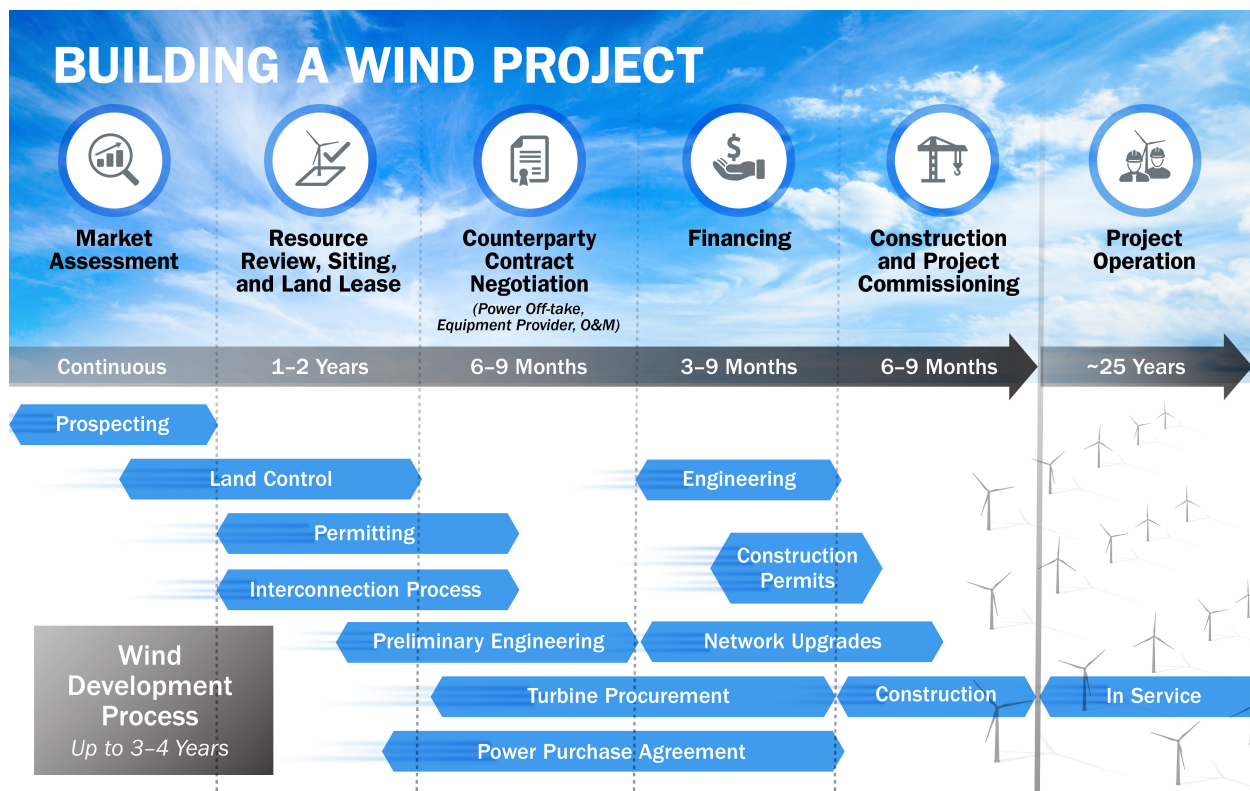 BUILDING A WIND PROJECT
$
Market
Assessment
Resource
Review, Siting,
and Land Lease
Counterparty
Contract
Negotiation
(Power Off-take,
Equipment Provider, O&M)
Financing
Construction
and Project
Commissioning
Project
Operation
Continuous
1–2 Years
6–9 Months
3–9 Months
6–9 Months
~25 Years
Prospecting
Land Control
Engineering
Permitting
Construction
Permits
Interconnection Process
Preliminary Engineering
Network Upgrades
Turbine Procurement
Construction
In Service
Power Purchase Agreement
Wind
Development
Process
Up to 3–4 Years